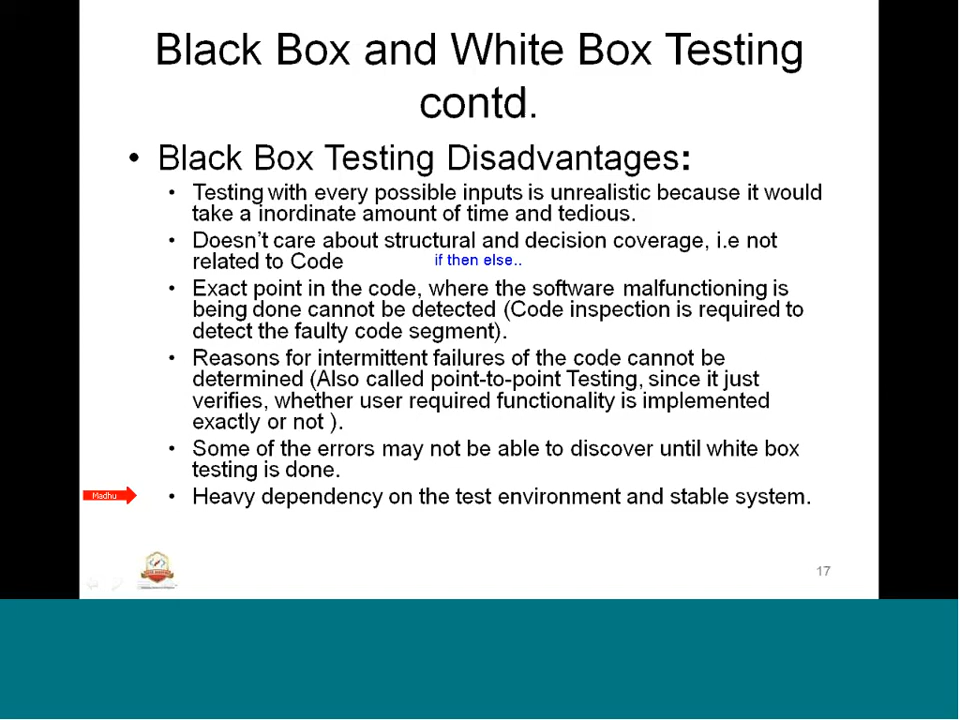 Black Box and White Box Testing
contd.
• Black Box Testing Disadvantages:
• Testing with every possible inputs is unrealistic because it would
take a inordinate amount of time and tedious.
• Doesn't care about structural and decision coverage, i.e not
related to Code
if then else..
• Exact point in the code, where the software malfunctioning is
being done cannot be detected (Code inspection is required to
detect the faulty code segment).
• Reasons for intermittent failures of the code cannot be
determined (Also called point-to-point Testing, since it just
verifies, whether user required functionality is implemented
exactly or not ).
• Some of the errors may not be able to discover until white box
testing is done.
Madhu
• Heavy dependency on the test environment and stable system.
17